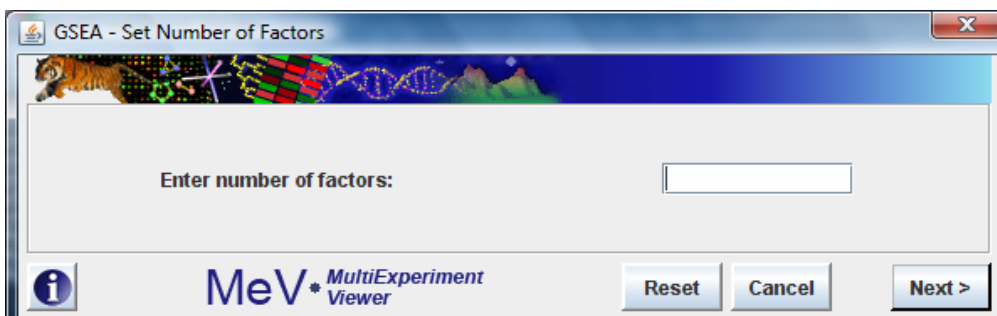 GSEA - Set Number of Factors
Enter number of factors:
MeV MultiExperiment
Viewer
Reset
Cancel
Next >